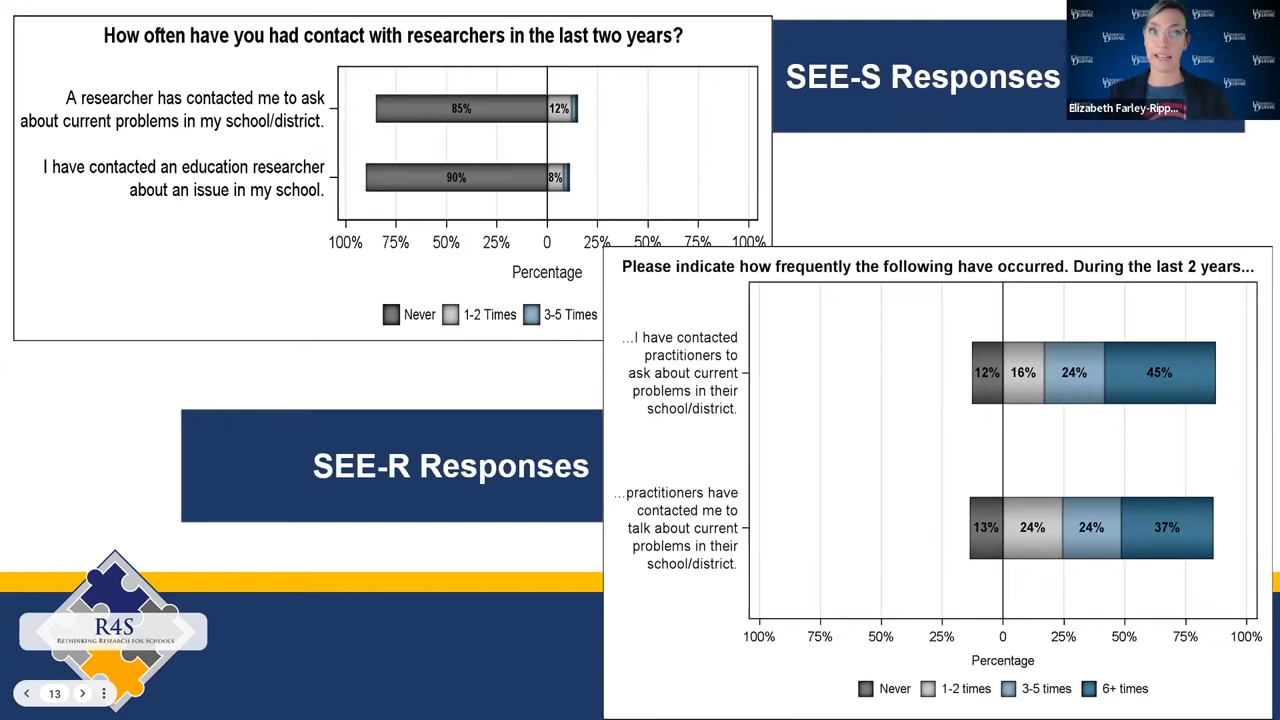 How often have you had contact with researchers in the last two years?
A researcher has contacted me to ask
about current problems in my school/district.
85%
12%
I have contacted an education researcher
about an issue in my school.
90%
8%
100%
75%
50%
25%
0
25%
50%
75%
100%
Percentage
Never
1-2 Times
3-5 Times
SEE-S Responses
Elizabeth Farley-Ripp...
SEE-R Responses
Please indicate how frequently the following have occurred. During the last 2 years...
...I have contacted
practitioners to
ask about current
problems in their
school/district.
12%
16%
24%
45%
...practitioners have
contacted me to
talk about current
problems in their
school/district.
13%
24%
24%
37%
100%
75%
50%
25%
0
25%
50%
75%
100%
Percentage
Never
1-2 times
3-5 times
6+ times
R4S
RETHINKING RESEARCH FOR SCHOOLS
13